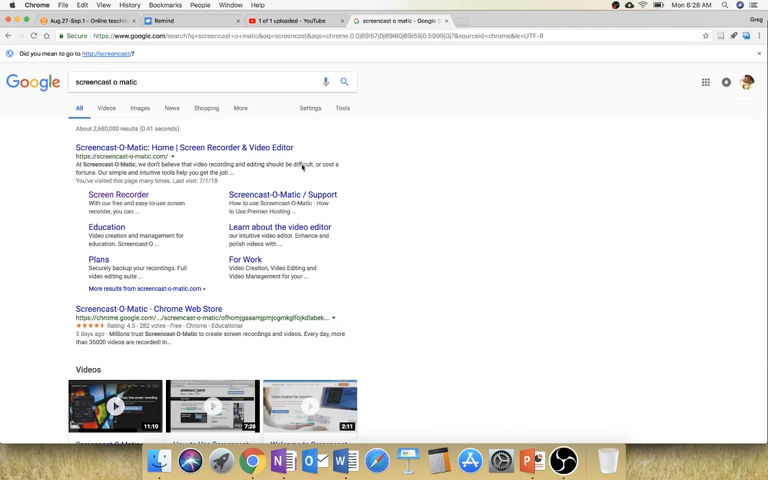 Chrome File Edit View History Bookmarks People Window Help
Mon 8:28 AM
Aug.27-Sep.1 - Online teachin
Remind
1 of 1 uploaded - YouTube
screencast o matic - Google S
Greg
Secure https://www.google.com/search?q=screencast+o+matic&oq=screencast&aqs=chrome.0.0j69i57j0j69i60j69i59j0.5999j0j7&sourceid=chrome&ie=UTF-8
Did you mean to go to http://screencast/?
Google
screencast o matic
All Videos Images News Shopping More Settings Tools
About 2,680,000 results (0.41 seconds)
Screencast-O-Matic: Home | Screen Recorder & Video Editor
https://screencast-o-matic.com/
At Screencast-O-Matic, we don't believe that video recording and editing should be difficult, or cost a
fortune. Our simple and intuitive tools help you get the job ...
You've visited this page many times. Last visit: 7/1/18
Screen Recorder
With our free and easy-to-use screen
recorder, you can ...
Screencast-O-Matic / Support
How to use Screencast-O-Matic · How
to Use Premier Hosting ...
Education
Video creation and management for
education. Screencast-O ...
Learn about the video editor
our intuitive video editor. Enhance and
polish videos with ...
Plans
Securely backup your recordings. Full
video editing suite ...
For Work
Video Creation, Video Editing and
Video Management for your ...
More results from screencast-o-matic.com »
Screencast-O-Matic - Chrome Web Store
Rating: 4.5 - 282 votes - Free - Chrome - Educational
5 days ago - Millions trust Screencast-O-Matic to create screen recordings and videos. Every day, more
than 35000 videos are recorded! In...
Videos
11:10
7:28
2:11